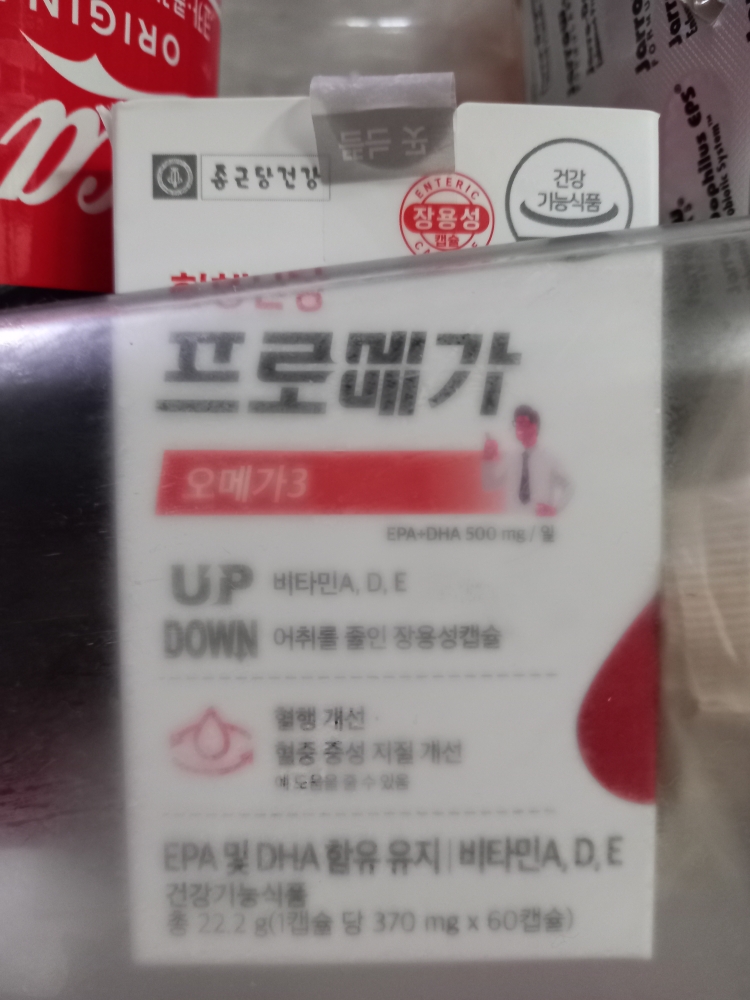 ORIGIN
종근당건강
ENTERIC
장용성
캡슐
건강
기능식품
프로메가
오메가3
EPA+DHA 500 mg / 일
UP 비타민A, D, E
DOWN 어취를 줄인 장용성캡슐
혈행 개선
혈중 중성 지질 개선
에 도움을 줄 수 있음
EPA 및 DHA 함유 유지 | 비타민A, D, E
건강기능식품
총 22.2 g(1캡슐 당 370 mg x 60캡슐)
Jarro